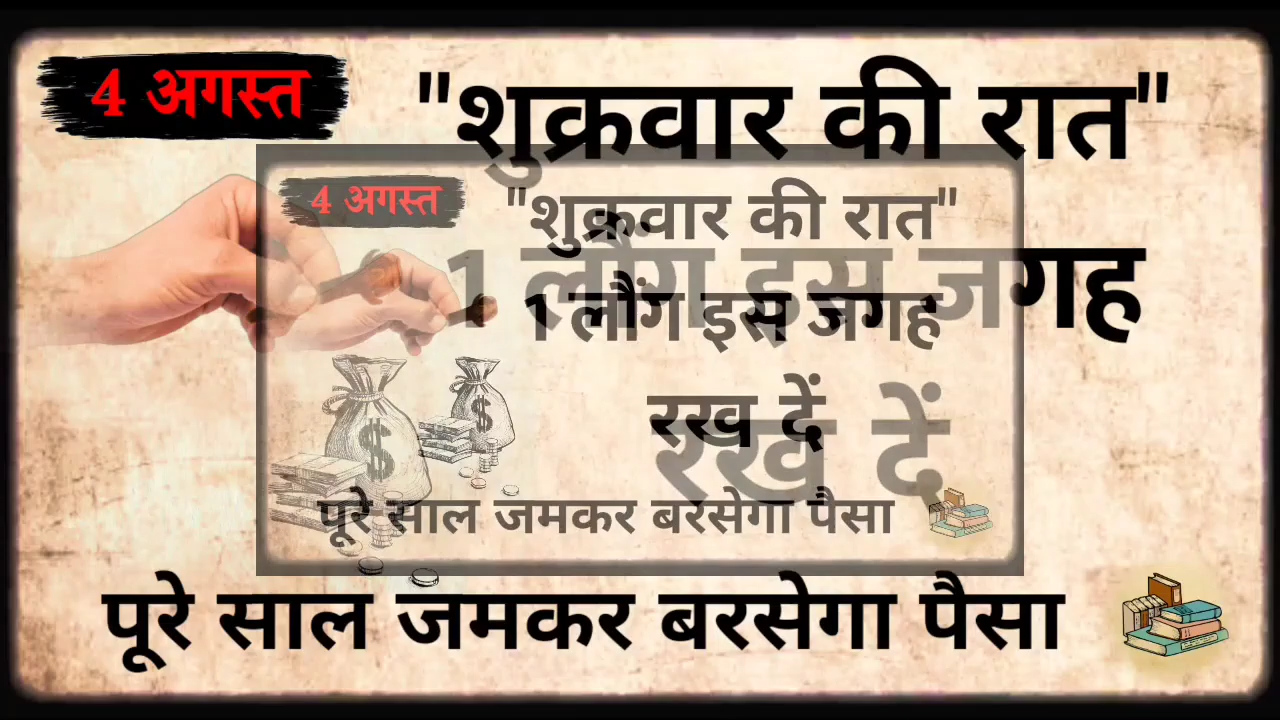 4 अगस्त
"शुक्रवार की रात"
1 लौंग इस जगह
रख दें
पूरे साल जमकर बरसेगा पैसा
4 अगस्त
"शुक्रवार की रात"
1 लौंग इस जगह
रख दें
पूरे साल जमकर बरसेगा पैसा